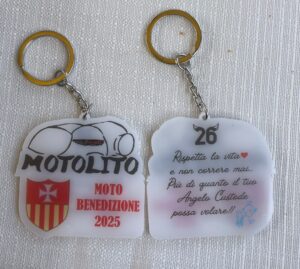 MOTOLITO
MOTO
BENEDIZIONE
2025
26
Rispetta la vita♥
e non correre mai...
Più di quanto il tuo
Angelo Custode
possa volare!!